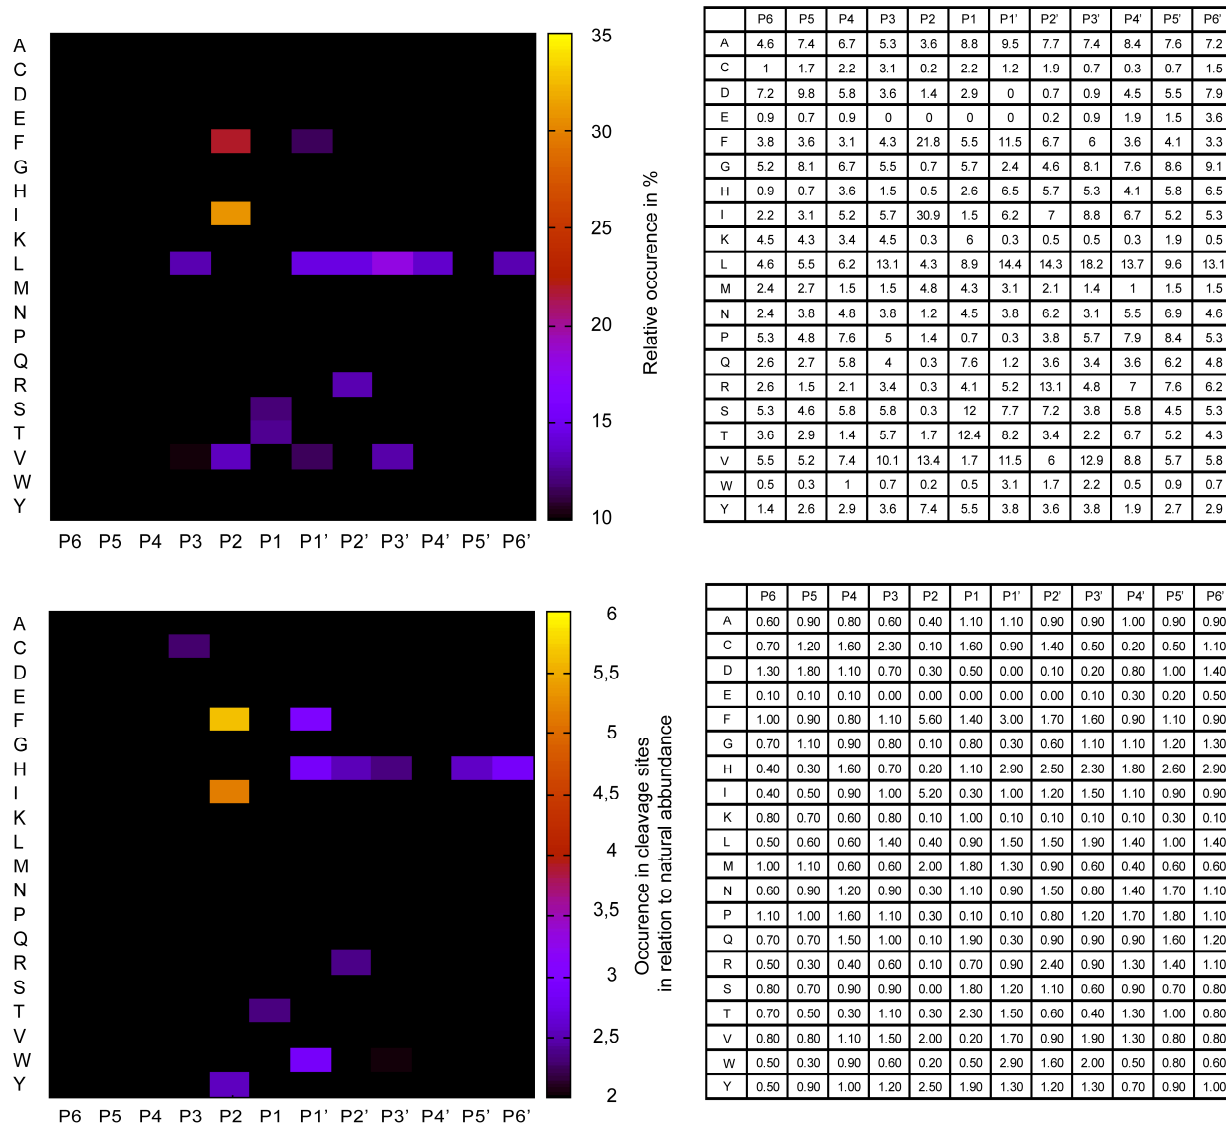 A
C
D
E
F
G
H
I
K
L
M
N
P
Q
R
S
T
V
W
Y
P6 P5 P4 P3 P2 P1 P1’ P2’ P3’ P4’ P5’ P6’
35
30
25
20
15
10
Relative occurence in %
P6 P5 P4 P3 P2 P1 P1' P2' P3' P4' P5' P6'
A 4.6 7.4 6.7 5.3 3.6 8.8 9.5 7.7 7.4 8.4 7.6 7.2
C 1 1.7 2.2 3.1 0.2 2.2 1.2 1.9 0.7 0.3 0.7 1.5
D 7.2 9.8 5.8 3.6 1.4 2.9 0 0.7 0.9 4.5 5.5 7.9
E 0.9 0.7 0.9 0 0 0 0 0.2 0.9 1.9 1.5 3.6
F 3.8 3.6 3.1 4.3 21.8 5.5 11.5 6.7 6 3.6 4.1 3.3
G 5.2 8.1 6.7 5.5 0.7 5.7 2.4 4.6 8.1 7.6 8.6 9.1
H 0.9 0.7 3.6 1.5 0.5 2.6 6.5 5.7 5.3 4.1 5.8 6.5
I 2.2 3.1 5.2 5.7 30.9 1.5 6.2 7 8.8 6.7 5.2 5.3
K 4.5 4.3 3.4 4.5 0.3 6 0.3 0.5 0.5 0.3 1.9 0.5
L 4.6 5.5 6.2 13.1 4.3 8.9 14.4 14.3 18.2 13.7 9.6 13.1
M 2.4 2.7 1.5 1.5 4.8 4.3 3.1 2.1 1.4 1 1.5 1.5
N 2.4 3.8 4.8 3.8 1.2 4.5 3.8 6.2 3.1 5.5 6.9 4.6
P 5.3 4.8 7.6 5 1.4 0.7 0.3 3.8 5.7 7.9 8.4 5.3
Q 2.6 2.7 5.8 4 0.3 7.6 1.2 3.6 3.4 3.6 6.2 4.8
R 2.6 1.5 2.1 3.4 0.3 4.1 5.2 13.1 4.8 7 7.6 6.2
S 5.3 4.6 5.8 5.8 0.3 12 7.7 7.2 3.8 5.8 4.5 5.3
T 3.6 2.9 1.4 5.7 1.7 12.4 8.2 3.4 2.2 6.7 5.2 4.3
V 5.5 5.2 7.4 10.1 13.4 1.7 11.5 6 12.9 8.8 5.7 5.8
W 0.5 0.3 1 0.7 0.2 0.5 3.1 1.7 2.2 0.5 0.9 0.7
Y 1.4 2.6 2.9 3.6 7.4 5.5 3.8 3.6 3.8 1.9 2.7 2.9
A
C
D
E
F
G
H
I
K
L
M
N
P
Q
R
S
T
V
W
Y
P6 P5 P4 P3 P2 P1 P1’ P2’ P3’ P4’ P5’ P6’
6
5,5
5
4,5
4
3,5
3
2,5
2
Occurence in cleavage sites
in relation to natural abbundance
P6 P5 P4 P3 P2 P1 P1' P2' P3' P4' P5' P6'
A 0.60 0.90 0.80 0.60 0.40 1.10 1.10 0.90 0.90 1.00 0.90 0.90
C 0.70 1.20 1.60 2.30 0.10 1.60 0.90 1.40 0.50 0.20 0.50 1.10
D 1.30 1.80 1.10 0.70 0.30 0.50 0.00 0.10 0.20 0.80 1.00 1.40
E 0.10 0.10 0.10 0.00 0.00 0.00 0.00 0.00 0.10 0.30 0.20 0.50
F 1.00 0.90 0.80 1.10 5.60 1.40 3.00 1.70 1.60 0.90 1.10 0.90
G 0.70 1.10 0.90 0.80 0.10 0.80 0.30 0.60 1.10 1.10 1.20 1.30
H 0.40 0.30 1.60 0.70 0.20 1.10 2.90 2.50 2.30 1.80 2.60 2.90
I 0.40 0.50 0.90 1.00 5.20 0.30 1.00 1.20 1.50 1.10 0.90 0.90
K 0.80 0.70 0.60 0.80 0.10 1.00 0.10 0.10 0.10 0.10 0.30 0.10
L 0.50 0.60 0.60 1.40 0.40 0.90 1.50 1.50 1.90 1.40 1.00 1.40
M 1.00 1.10 0.60 0.60 2.00 1.80 1.30 0.90 0.60 0.40 0.60 0.60
N 0.60 0.90 1.20 0.90 0.30 1.10 0.90 1.50 0.80 1.40 1.70 1.10
P 1.10 1.00 1.60 1.10 0.30 0.10 0.10 0.80 1.20 1.70 1.80 1.10
Q 0.70 0.70 1.50 1.00 0.10 1.90 0.30 0.90 0.90 0.90 1.60 1.20
R 0.50 0.30 0.40 0.60 0.10 0.70 0.90 2.40 0.90 1.30 1.40 1.10
S 0.80 0.70 0.90 0.90 0.00 1.80 1.20 1.10 0.60 0.90 0.70 0.80
T 0.70 0.50 0.30 1.10 0.30 2.30 1.50 0.60 0.40 1.30 1.00 0.80
V 0.80 0.80 1.10 1.50 2.00 0.20 1.70 0.90 1.90 1.30 0.80 0.80
W 0.50 0.30 0.90 0.60 0.20 0.50 2.90 1.60 2.00 0.50 0.80 0.60
Y 0.50 0.90 1.00 1.20 2.50 1.90 1.30 1.20 1.30 0.70 0.90 1.00